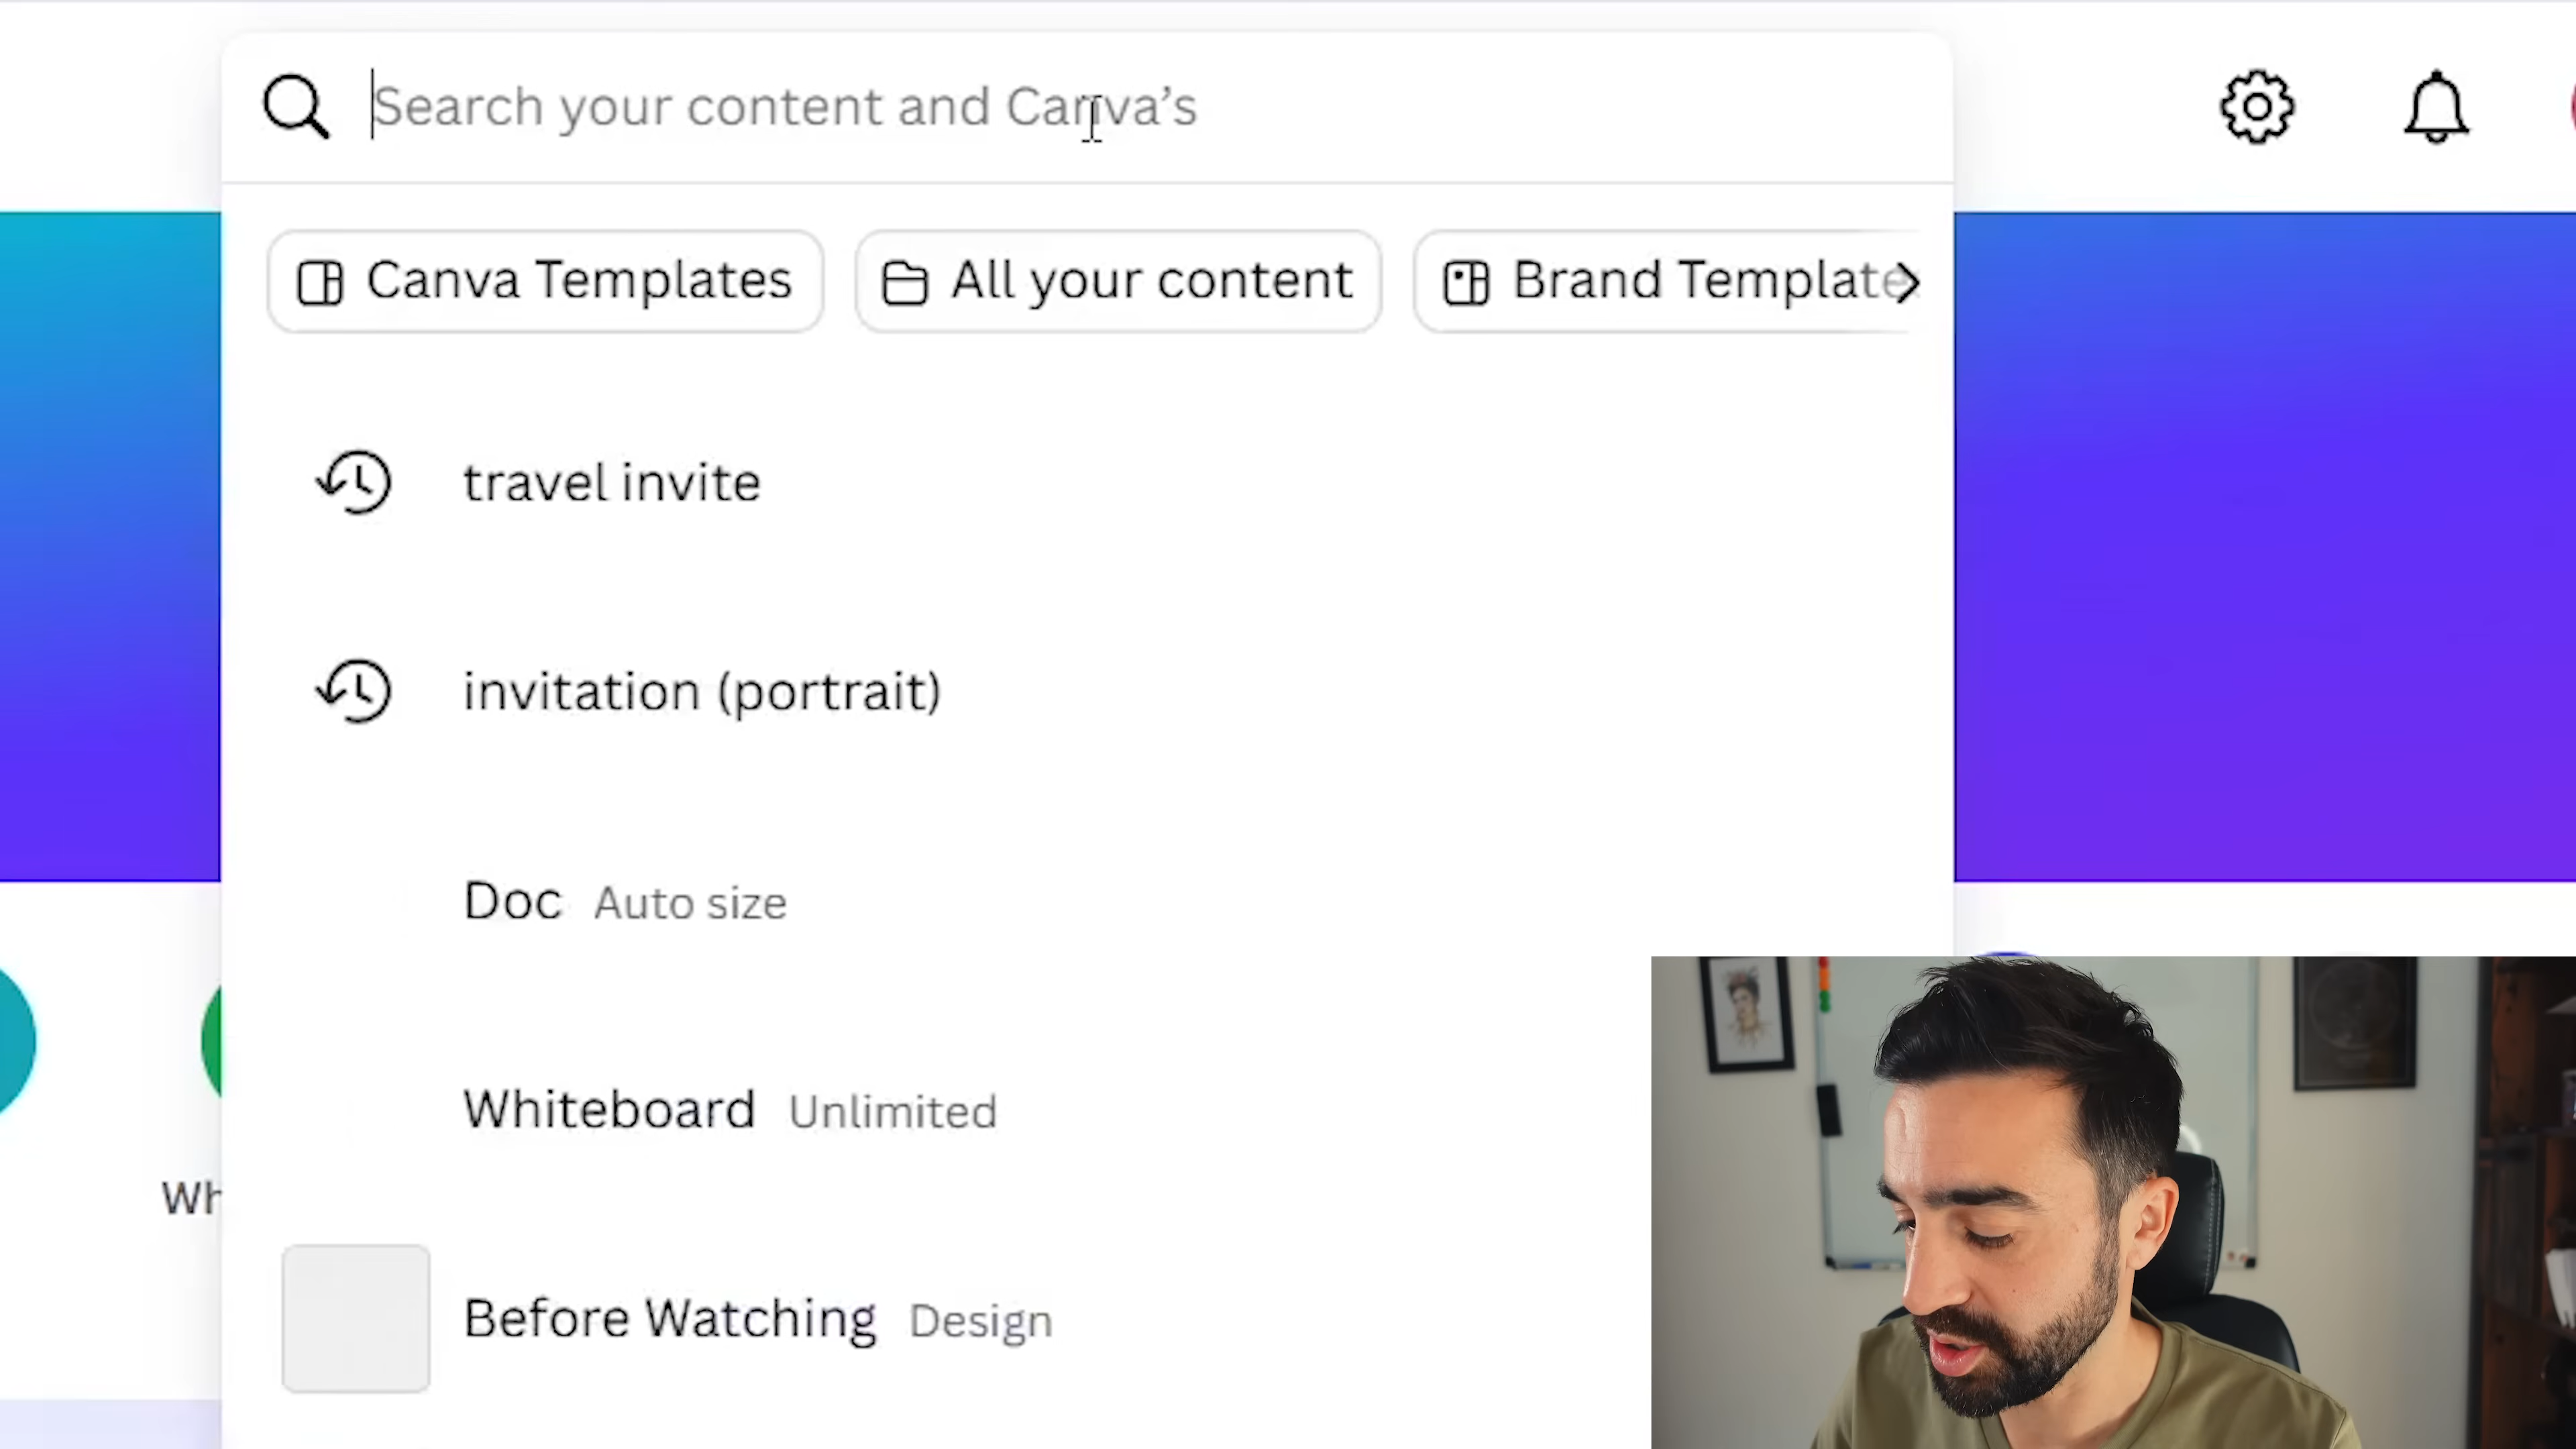 Search your content and Canva's
Canva Templates
All your content
Brand Template
travel invite
invitation (portrait)
Doc Auto size
Whiteboard Unlimited
Wh
Before Watching Design